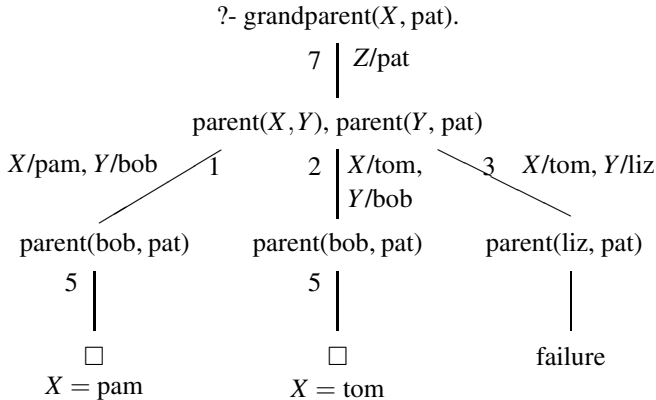 ?- grandparent(X, pat).
7 Z/pat
parent(X,Y), parent(Y, pat)
X/pam, Y/bob 1 2 X/tom, 3 X/tom, Y/liz
Y/bob
parent(bob, pat) parent(bob, pat) parent(liz, pat)
5 5
□ □ failure
X = pam X = tom